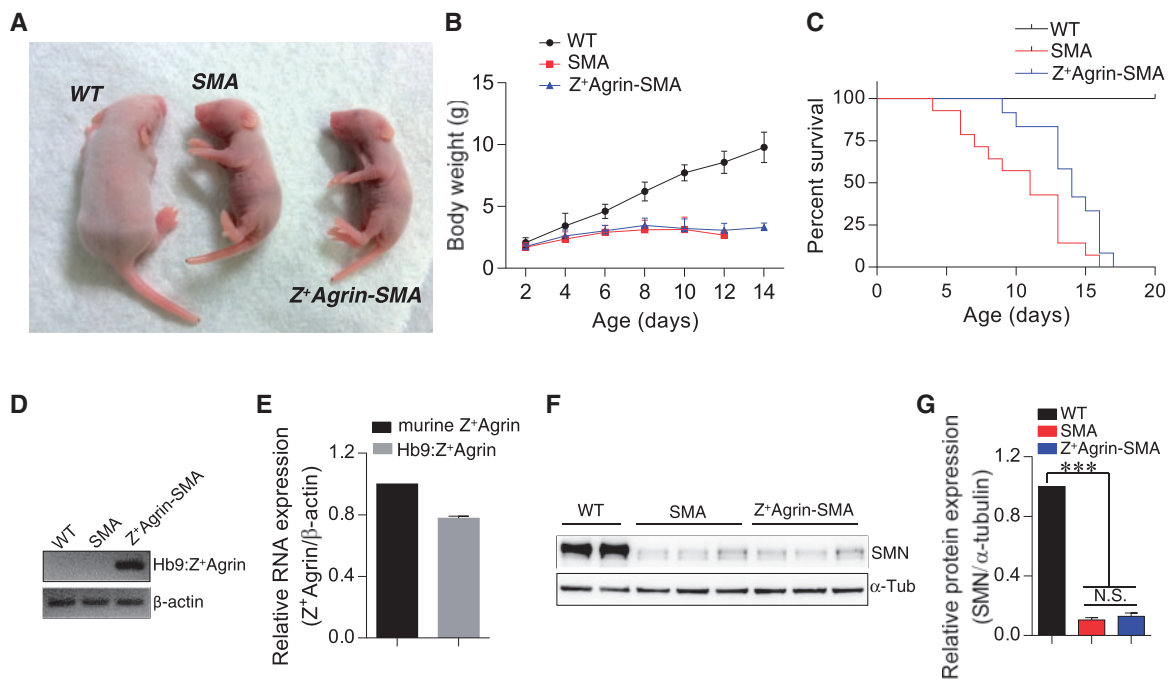 A
WT
SMA
Z⁺Agrin-SMA
B
WT
SMA
Z⁺Agrin-SMA
15
10
5
0
Body weight (g)
2 4 6 8 10 12 14
Age (days)
C
WT
SMA
Z⁺Agrin-SMA
100
75
50
25
0
Percent survival
0 5 10 15 20
Age (days)
D
WT SMA Z⁺Agrin-SMA
Hb9:Z⁺Agrin
β-actin
E
murine Z⁺Agrin
Hb9:Z⁺Agrin
Relative RNA expression
(Z⁺Agrin/β-actin)
1.2
0.8
0.4
0.0
F
WT SMA Z⁺Agrin-SMA
SMN
α-Tub
G
WT
SMA
Z⁺Agrin-SMA
Relative protein expression
(SMN/α-tubulin)
1.2
0.8
0.4
0.0
***
N.S.